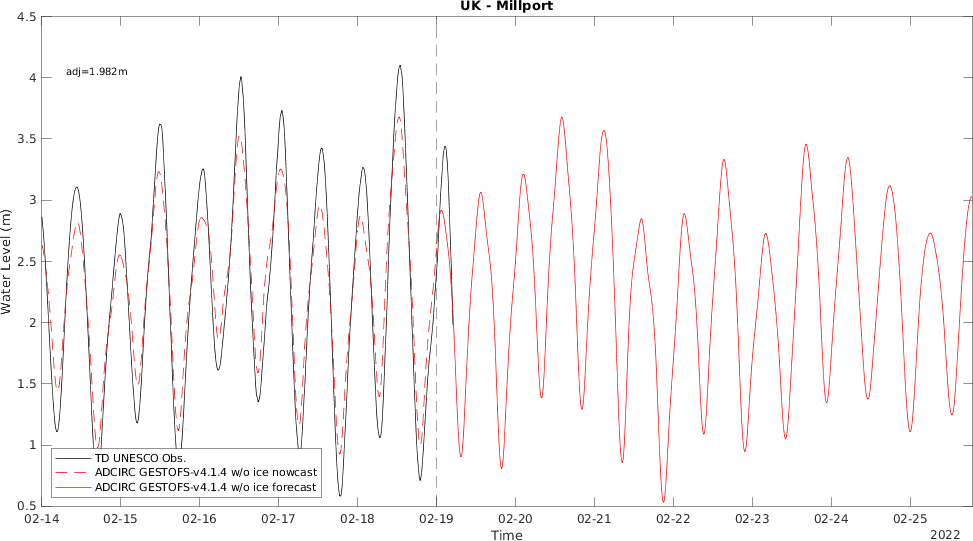 UK - Millport
4.5
4
3.5
3
2.5
2
1.5
1
0.5
Water Level (m)
adj=1.982m
TD UNESCO Obs.
ADCIRC GESTOFS-v4.1.4 w/o ice nowcast
ADCIRC GESTOFS-v4.1.4 w/o ice forecast
02-14 02-15 02-16 02-17 02-18 02-19 02-20 02-21 02-22 02-23 02-24 02-25
Time
2022